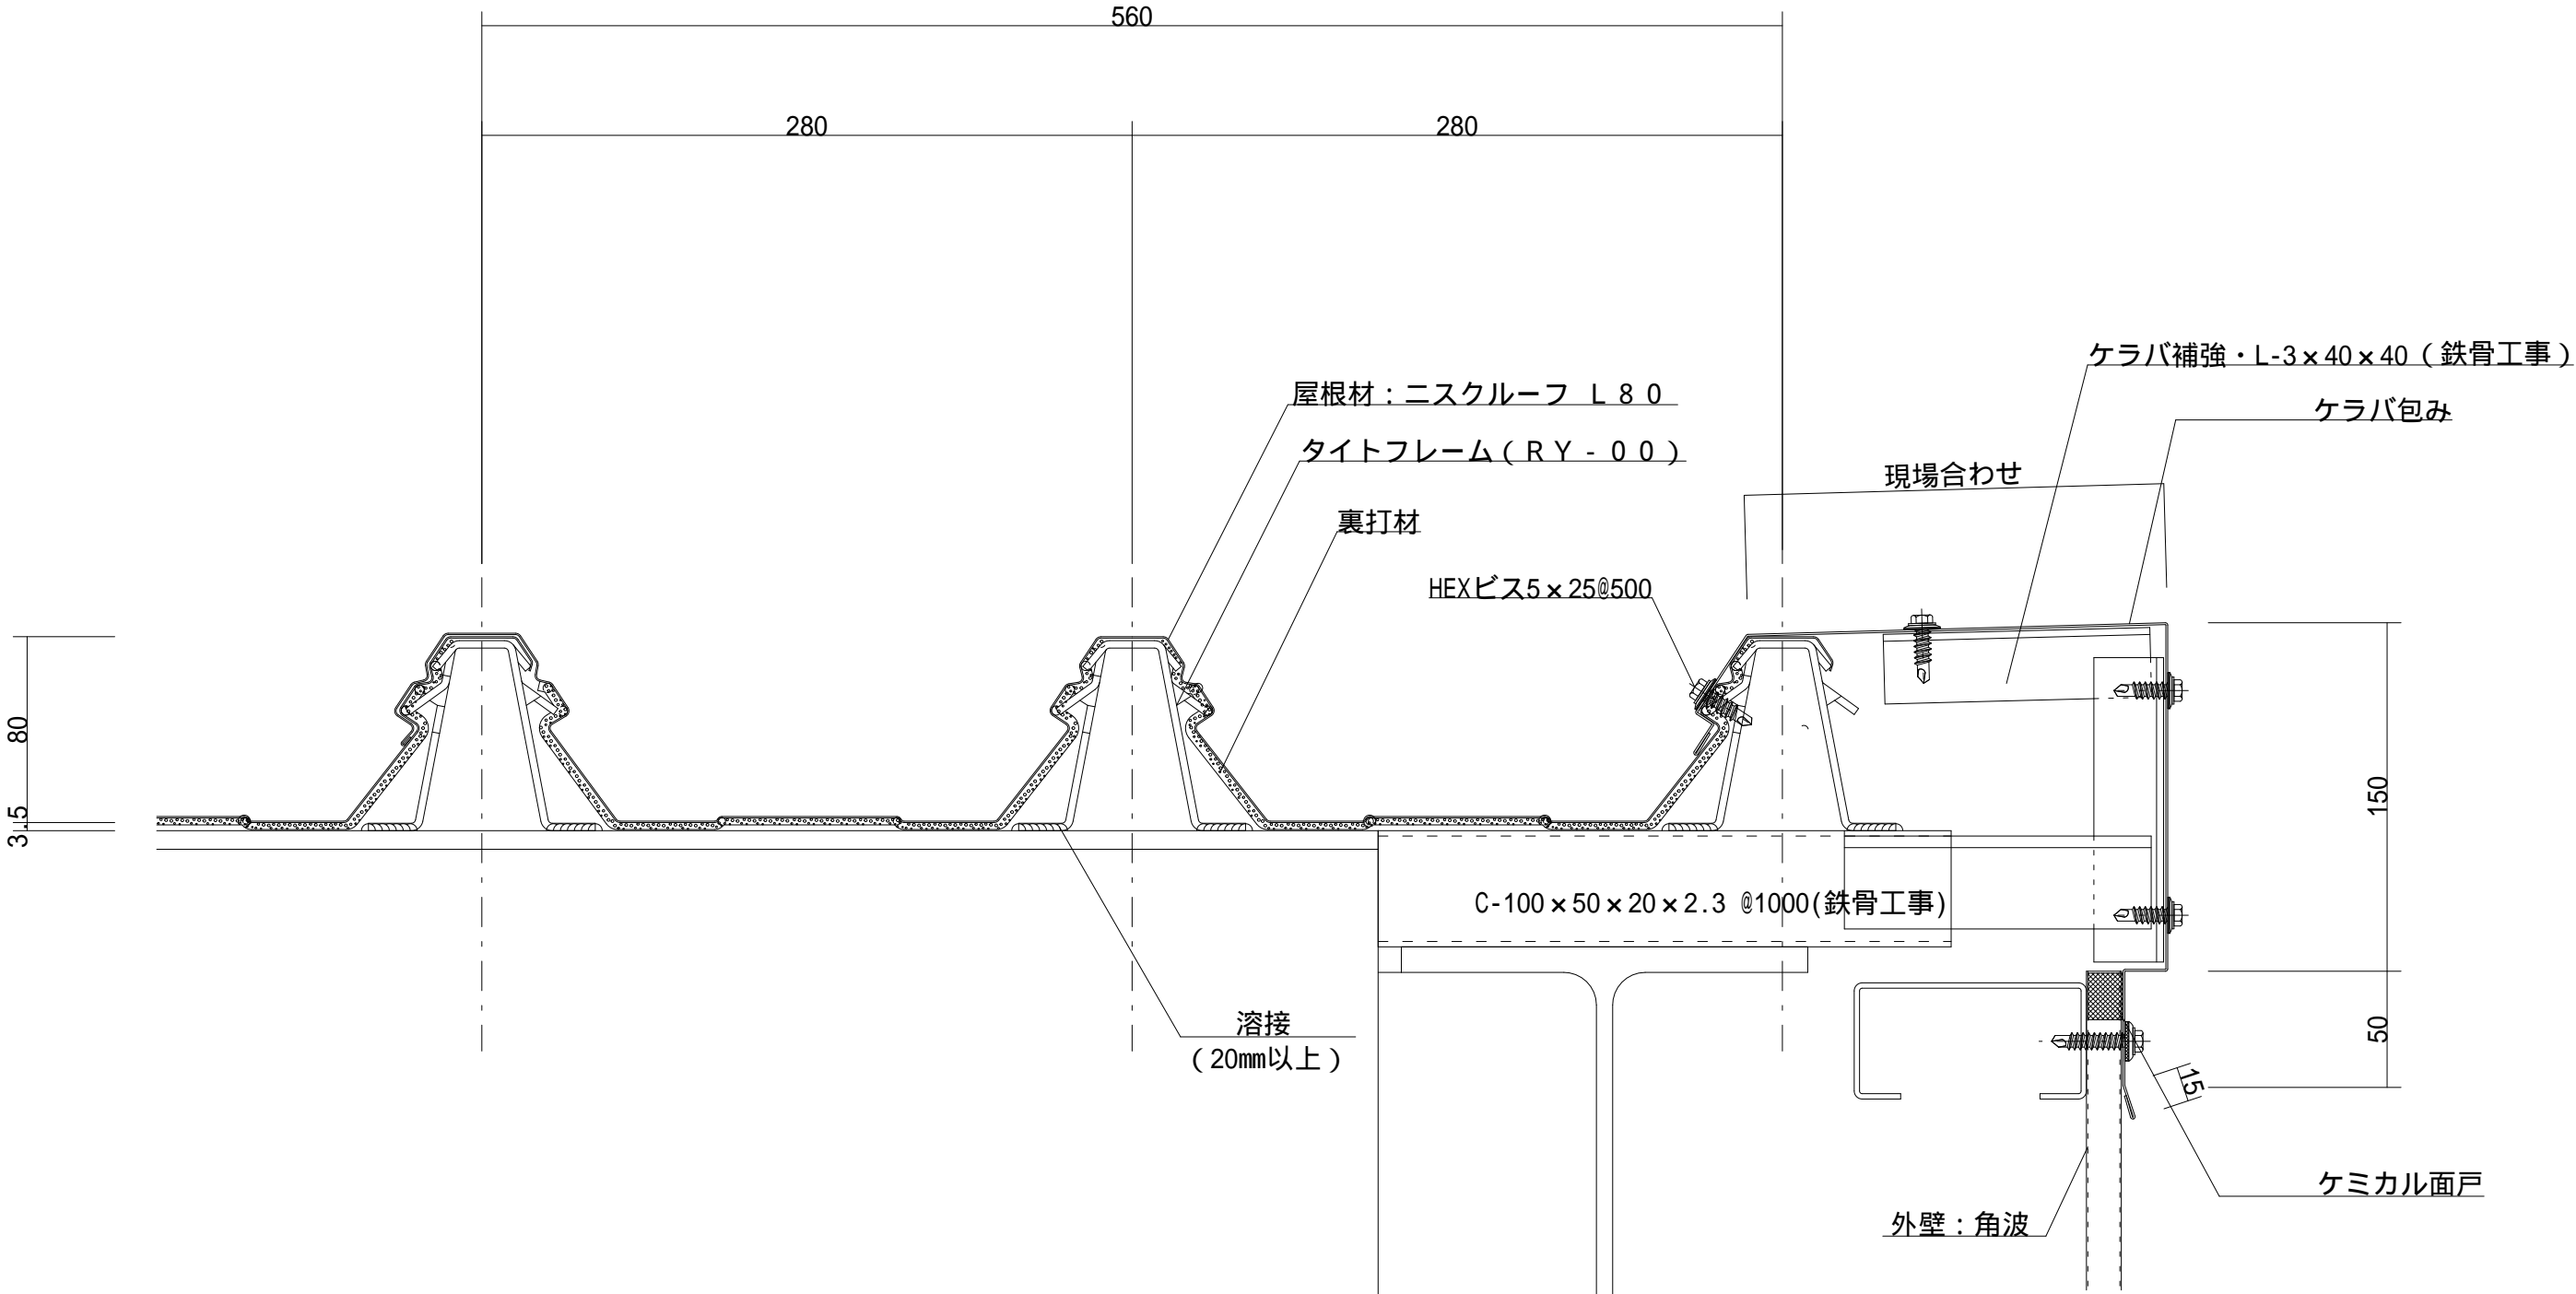 560
280
280
ケラバ補強・L-3×40×40(鉄骨工事)
屋根材:ニスクルーフ L80
ケラバ包み
タイトフレーム(RY-00)
現場合わせ
裏打材
HEXビス5×25@500
80
3.5
150
C-100×50×20×2.3 @1000(鉄骨工事)
溶接
(20mm以上)
50
15
ケミカル面戸
外壁:角波